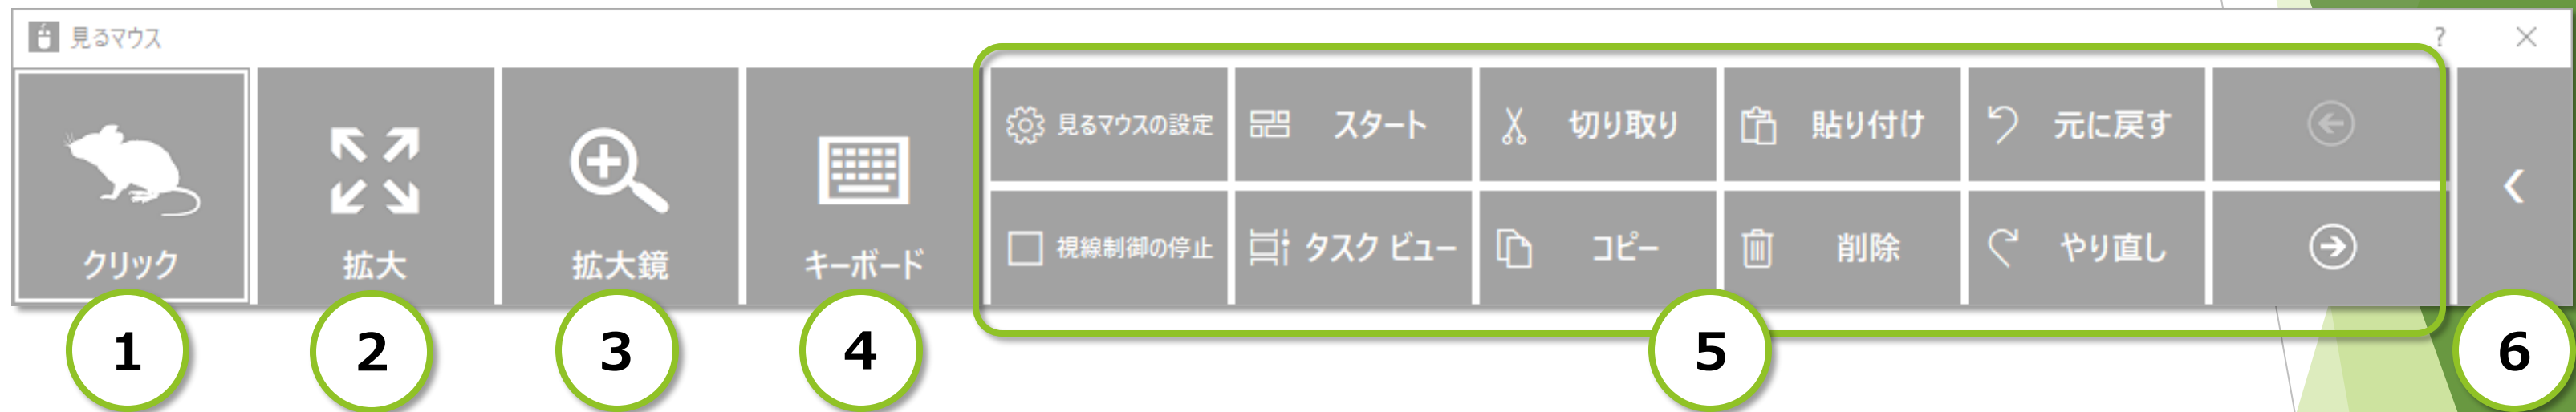 見るマウス
?
クリック
拡大
拡大鏡
キーボード
見るマウスの設定
スタート
切り取り
貼り付け
元に戻す
視線制御の停止
タスク ビュー
コピー
削除
やり直し
1
2
3
4
5
6